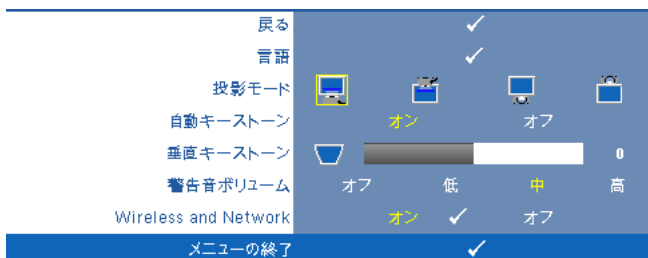 戻る
言語
投影モード
自動キーストーン オン オフ
垂直キーストーン 0
警告音ボリューム オフ 低 中 高
Wireless and Network オン オフ
メニューの終了